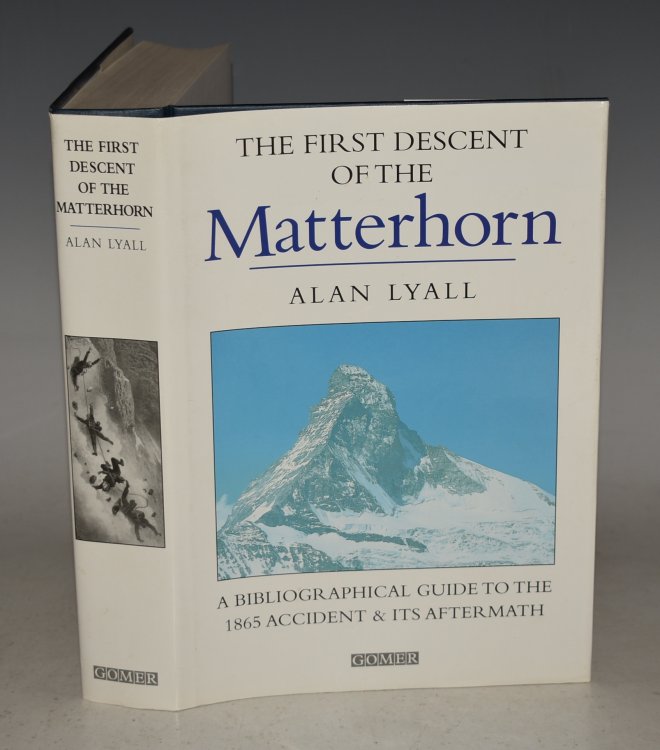 THE FIRST
DESCENT
OF THE
MATTERHORN
ALAN LYALL
GOMER
THE FIRST DESCENT
OF THE
Matterhorn
ALAN LYALL
A BIBLIOGRAPHICAL GUIDE TO THE
1865 ACCIDENT & ITS AFTERMATH
GOMER